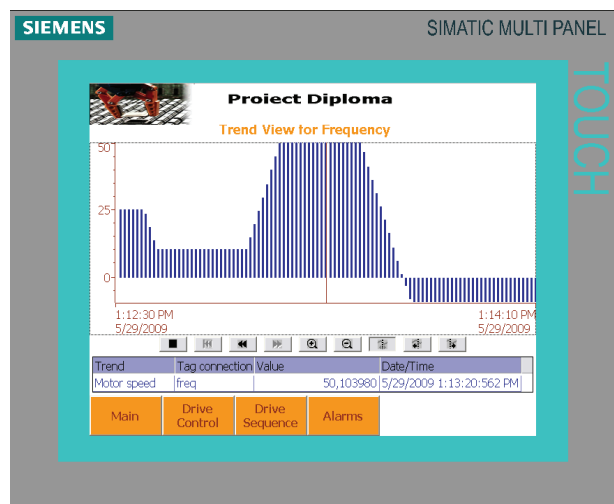 SIEMENS
SIMATIC MULTI PANEL
TOUCH
Proiect Diploma
Trend View for Frequency
50
25
0
1:12:30 PM
5/29/2009
1:14:10 PM
5/29/2009
Trend Tag connection Value Date/Time
Motor speed freq 50,103980 5/29/2009 1:13:20:562 PM
Main Drive Control Drive Sequence Alarms